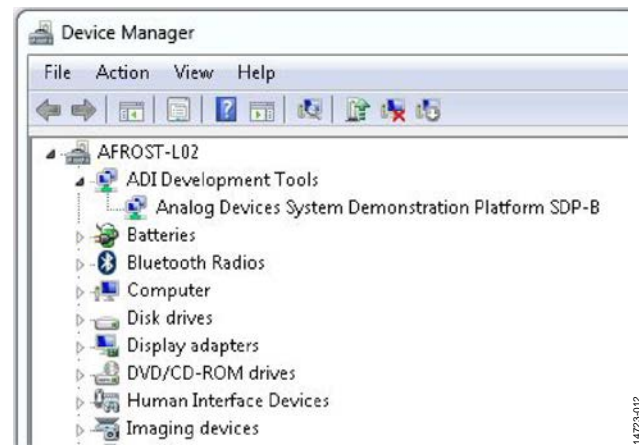 Device Manager
File Action View Help
AFROST-L02
ADI Development Tools
Analog Devices System Demonstration Platform SDP-B
Batteries
Bluetooth Radios
Computer
Disk drives
Display adapters
DVD/CD-ROM drives
Human Interface Devices
Imaging devices
14723-012